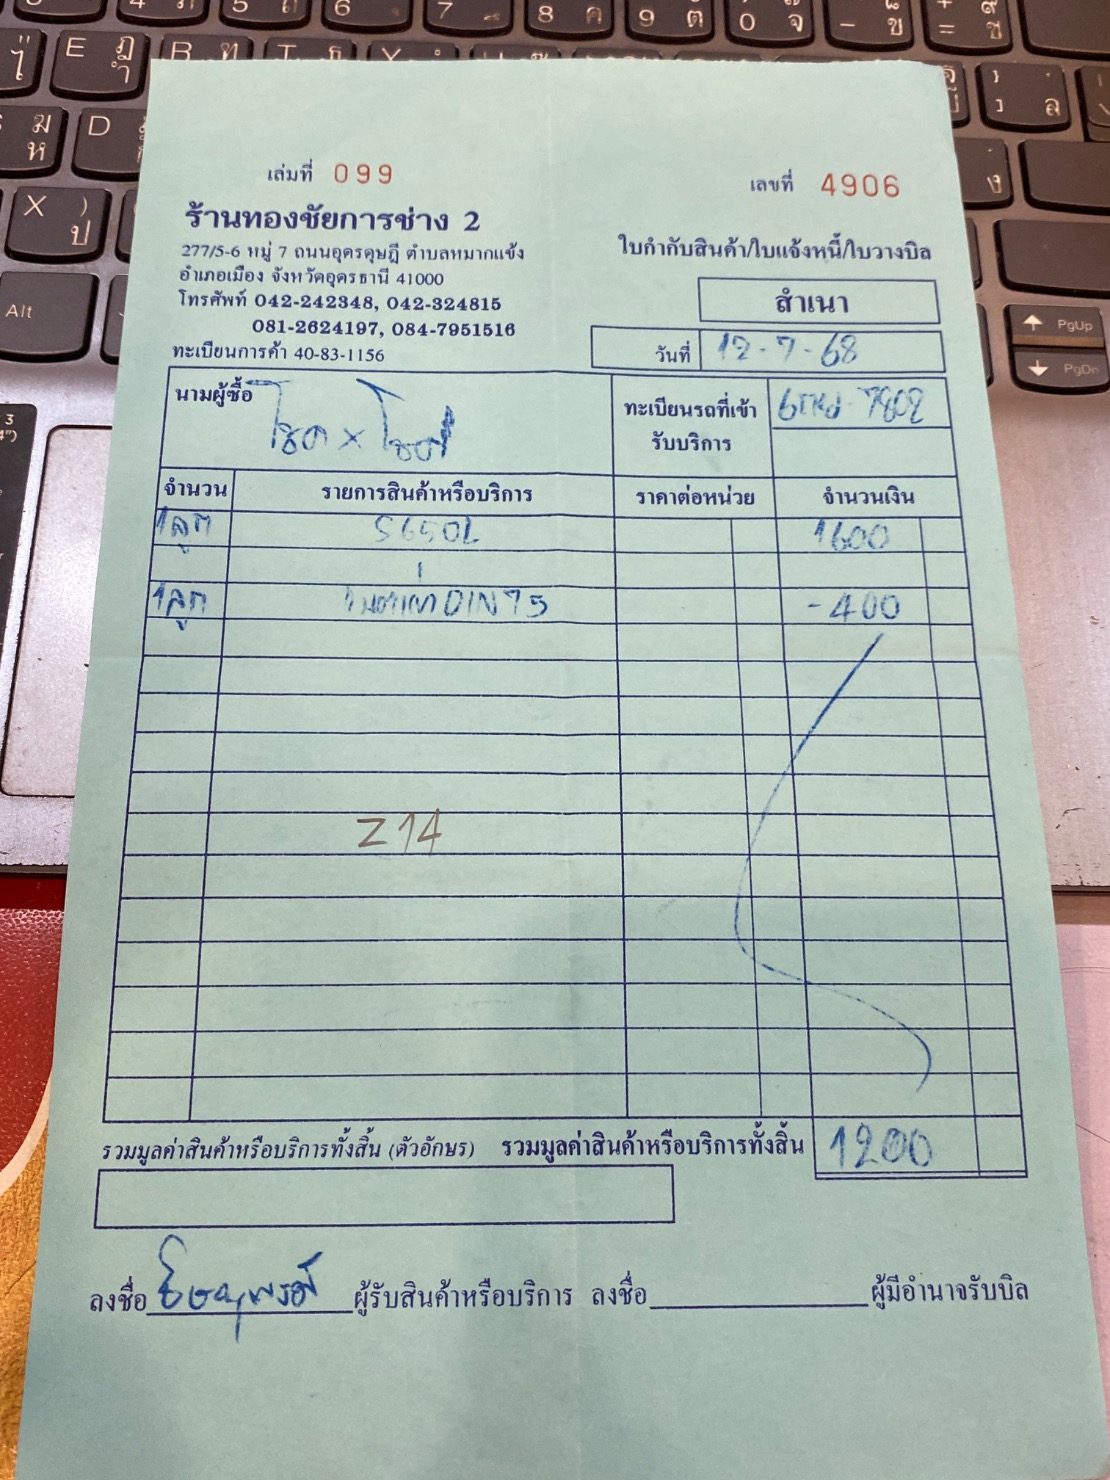 เล่มที่ 099
เลขที่ 4906
ร้านทองชัยการช่าง 2
277/5-6 หมู่ 7 ถนนอุดรดุษฎี ตำบลหมากแข้ง
อำเภอเมือง จังหวัดอุดรธานี 41000
โทรศัพท์ 042-242348, 042-324815
081-2624197, 084-7951516
ทะเบียนการค้า 40-83-1156
ใบกำกับสินค้า/ใบแจ้งหนี้/ใบวางบิล
สำเนา
วันที่ 12-7-68
นามผู้ซื้อ
ทะเบียนรถที่เข้ารับบริการ 7802
จำนวน รายการสินค้าหรือบริการ ราคาต่อหน่วย จำนวนเงิน
1ลูก S650L 1600
1ลูก DIN75 -400
Z14
รวมมูลค่าสินค้าหรือบริการทั้งสิ้น (ตัวอักษร) รวมมูลค่าสินค้าหรือบริการทั้งสิ้น 1200
ลงชื่อ ผู้รับสินค้าหรือบริการ ลงชื่อ ผู้มีอำนาจรับบิล